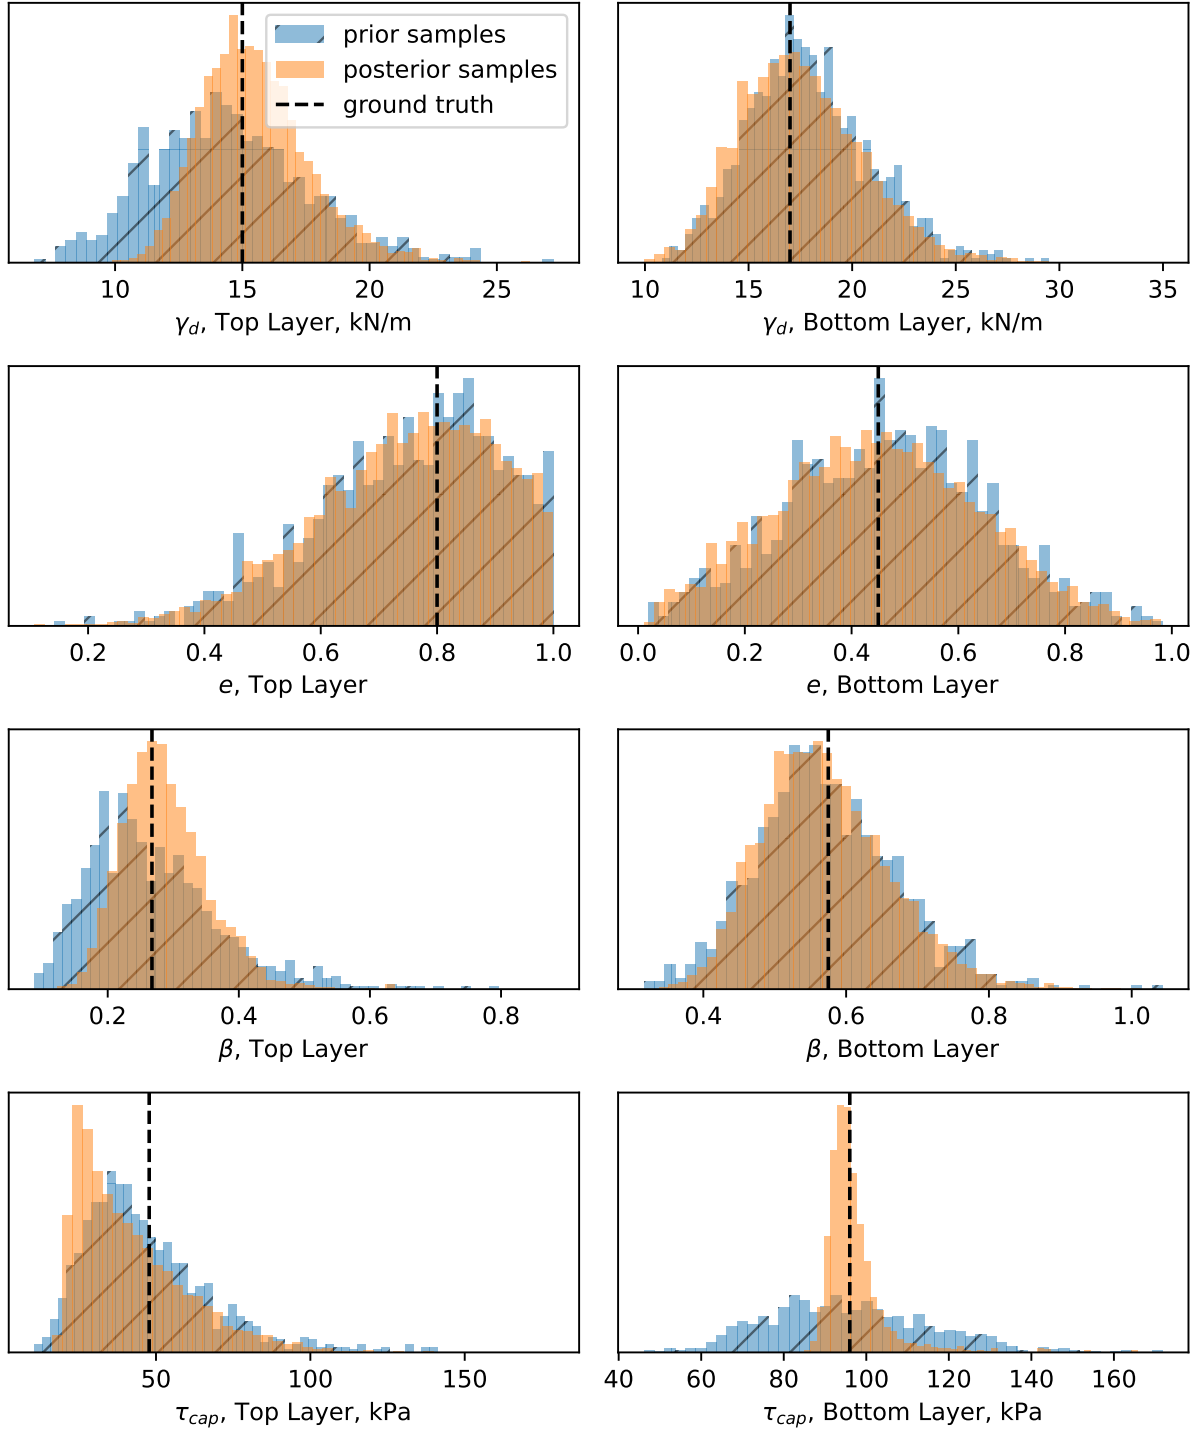 prior samples
posterior samples
ground truth
10 15 20 25
γd, Top Layer, kN/m
10 15 20 25 30 35
γd, Bottom Layer, kN/m
0.2 0.4 0.6 0.8 1.0
e, Top Layer
0.0 0.2 0.4 0.6 0.8 1.0
e, Bottom Layer
0.2 0.4 0.6 0.8
β, Top Layer
0.4 0.6 0.8 1.0
β, Bottom Layer
50 100 150
τcap, Top Layer, kPa
40 60 80 100 120 140 160
τcap, Bottom Layer, kPa